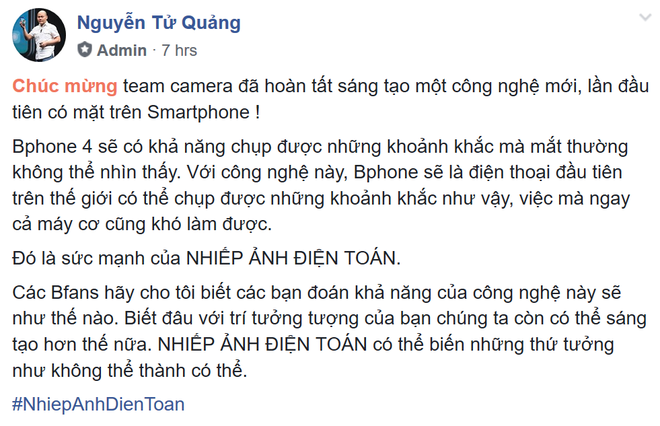 Nguyễn Tử Quảng
Admin · 7 hrs
Chúc mừng team camera đã hoàn tất sáng tạo một công nghệ mới, lần đầu
tiên có mặt trên Smartphone !
Bphone 4 sẽ có khả năng chụp được những khoảnh khắc mà mắt thường
không thể nhìn thấy. Với công nghệ này, Bphone sẽ là điện thoại đầu tiên
trên thế giới có thể chụp được những khoảnh khắc như vậy, việc mà ngay
cả máy cơ cũng khó làm được.
Đó là sức mạnh của NHIẾP ẢNH ĐIỆN TOÁN.
Các Bfans hãy cho tôi biết các bạn đoán khả năng của công nghệ này sẽ
như thế nào. Biết đâu với trí tưởng tượng của bạn chúng ta còn có thể sáng
tạo hơn thế nữa. NHIẾP ẢNH ĐIỆN TOÁN có thể biến những thứ tưởng
như không thể thành có thể.
#NhiepAnhDienToan